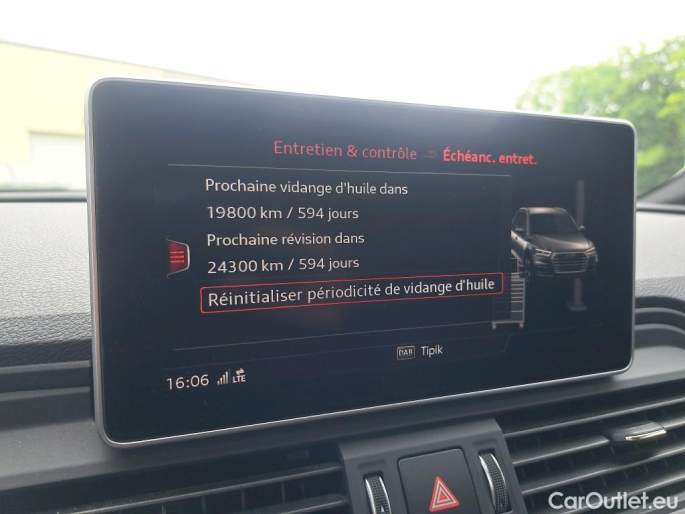 Entretien & contrôle Échéanc. entret.
Prochaine vidange d'huile dans
19800 km / 594 jours
Prochaine révision dans
24300 km / 594 jours
Réinitialiser périodicité de vidange d'huile
DAB Tipik
16:06 LTE
CarOutlet.eu